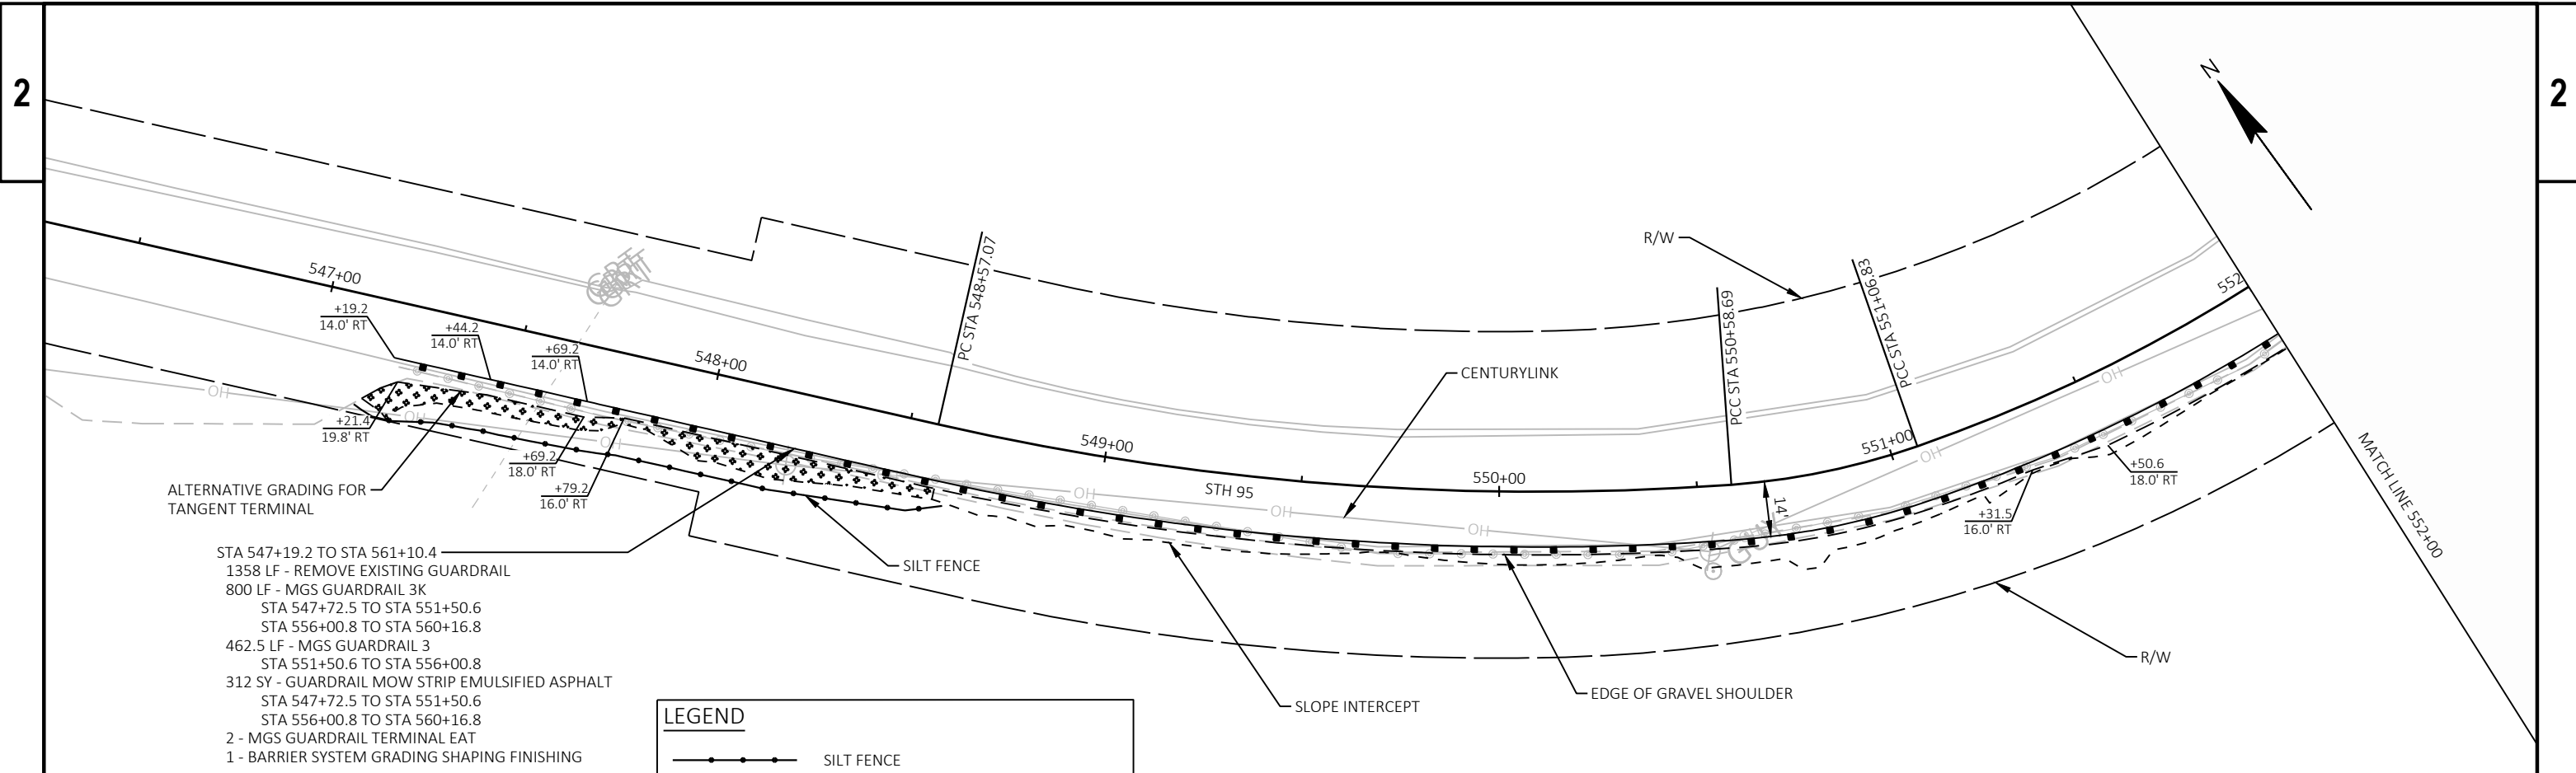 2
2
N
R/W
547+00
PC STA 548+57.07
PCC STA 550+58.69
PCC STA 551+06.83
552
+19.2
14.0' RT
+44.2
14.0' RT
+69.2
14.0' RT
548+00
CENTURYLINK
OH
OH
OH
OH
OH
OH
OH
OH
+21.4
19.8' RT
549+00
551+00
+69.2
18.0' RT
+79.2
16.0' RT
STH 95
550+00
14'
+50.6
18.0' RT
+31.5
16.0' RT
MATCH LINE 552+00
ALTERNATIVE GRADING FOR
TANGENT TERMINAL
SILT FENCE
STA 547+19.2 TO STA 561+10.4
1358 LF - REMOVE EXISTING GUARDRAIL
800 LF - MGS GUARDRAIL 3K
STA 547+72.5 TO STA 551+50.6
STA 556+00.8 TO STA 560+16.8
462.5 LF - MGS GUARDRAIL 3
STA 551+50.6 TO STA 556+00.8
312 SY - GUARDRAIL MOW STRIP EMULSIFIED ASPHALT
STA 547+72.5 TO STA 551+50.6
STA 556+00.8 TO STA 560+16.8
2 - MGS GUARDRAIL TERMINAL EAT
1 - BARRIER SYSTEM GRADING SHAPING FINISHING
R/W
EDGE OF GRAVEL SHOULDER
SLOPE INTERCEPT
LEGEND
SILT FENCE